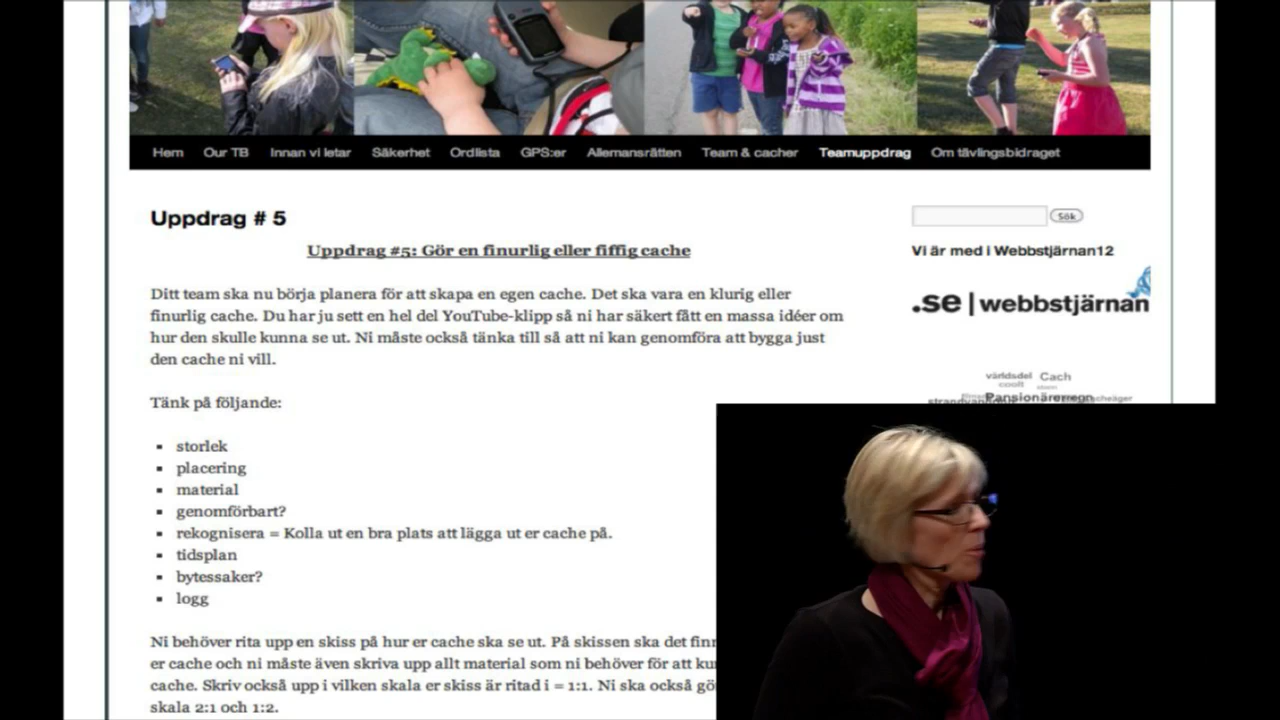 Hem Our TB Innan vi letar Säkerhet Ordlista GPS:er Allemansrätten Team & cacher Teamuppdrag Om tävlingsbidraget
Uppdrag # 5
Sök
Uppdrag #5: Gör en finurlig eller fiffig cache
Vi är med i Webbstjärnan12
Ditt team ska nu börja planera för att skapa en egen cache. Det ska vara en klurig eller
finurlig cache. Du har ju sett en hel del YouTube-klipp så ni har säkert fått en massa idéer om
hur den skulle kunna se ut. Ni måste också tänka till så att ni kan genomföra att bygga just
den cache ni vill.
.se | webbstjärnan
Tänk på följande:
världsdel Cach
coolt
Pansionär
storlek
placering
material
genomförbart?
rekognisera = Kolla ut en bra plats att lägga ut er cache på.
tidsplan
bytessaker?
logg
Ni behöver rita upp en skiss på hur er cache ska se ut. På skissen ska det
er cache och ni måste även skriva upp allt material som ni behöver för att
cache. Skriv också upp i vilken skala er skiss är ritad i = 1:1. Ni ska också
skala 2:1 och 1:2.